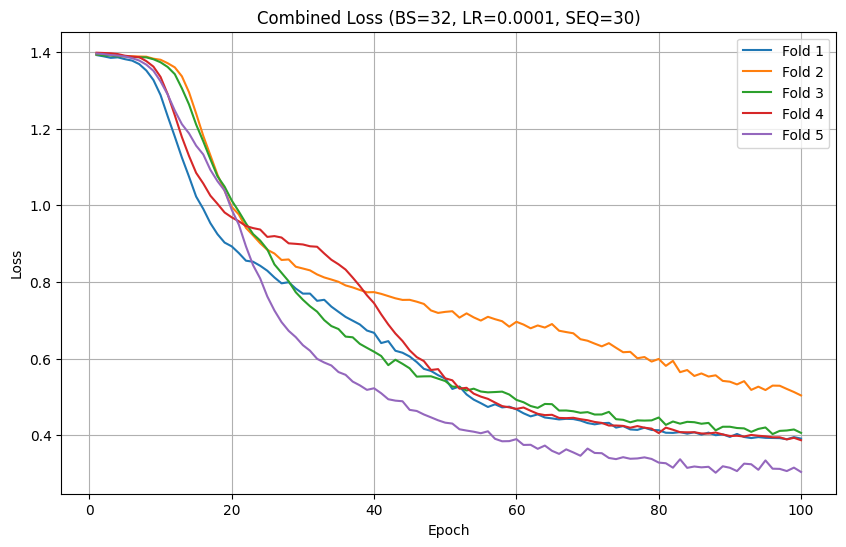 Combined Loss (BS=32, LR=0.0001, SEQ=30)
Fold 1
Fold 2
Fold 3
Fold 4
Fold 5
Loss
1.4
1.2
1.0
0.8
0.6
0.4
0 20 40 60 80 100
Epoch